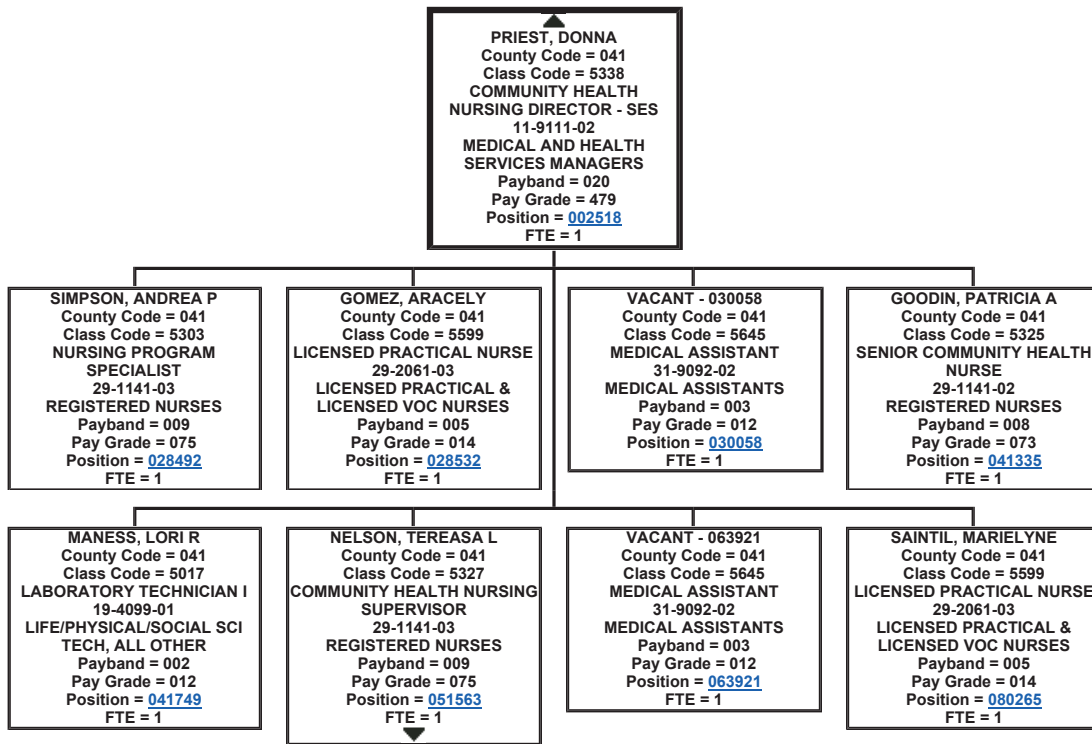 PRIEST, DONNA
County Code = 041
Class Code = 5338
COMMUNITY HEALTH
NURSING DIRECTOR - SES
11-9111-02
MEDICAL AND HEALTH
SERVICES MANAGERS
Payband = 020
Pay Grade = 479
Position = 002518
FTE = 1
SIMPSON, ANDREA P
County Code = 041
Class Code = 5303
NURSING PROGRAM
SPECIALIST
29-1141-03
REGISTERED NURSES
Payband = 009
Pay Grade = 075
Position = 028492
FTE = 1
GOMEZ, ARACELY
County Code = 041
Class Code = 5599
LICENSED PRACTICAL NURSE
29-2061-03
LICENSED PRACTICAL &
LICENSED VOC NURSES
Payband = 005
Pay Grade = 014
Position = 028532
FTE = 1
VACANT - 030058
County Code = 041
Class Code = 5645
MEDICAL ASSISTANT
31-9092-02
MEDICAL ASSISTANTS
Payband = 003
Pay Grade = 012
Position = 030058
FTE = 1
GOODIN, PATRICIA A
County Code = 041
Class Code = 5325
SENIOR COMMUNITY HEALTH
NURSE
29-1141-02
REGISTERED NURSES
Payband = 008
Pay Grade = 073
Position = 041335
FTE = 1
MANESS, LORI R
County Code = 041
Class Code = 5017
LABORATORY TECHNICIAN I
19-4099-01
LIFE/PHYSICAL/SOCIAL SCI
TECH, ALL OTHER
Payband = 002
Pay Grade = 012
Position = 041749
FTE = 1
NELSON, TEREASA L
County Code = 041
Class Code = 5327
COMMUNITY HEALTH NURSING
SUPERVISOR
29-1141-03
REGISTERED NURSES
Payband = 009
Pay Grade = 075
Position = 051563
FTE = 1
VACANT - 063921
County Code = 041
Class Code = 5645
MEDICAL ASSISTANT
31-9092-02
MEDICAL ASSISTANTS
Payband = 003
Pay Grade = 012
Position = 063921
FTE = 1
SAINTIL, MARIELYNE
County Code = 041
Class Code = 5599
LICENSED PRACTICAL NURSE
29-2061-03
LICENSED PRACTICAL &
LICENSED VOC NURSES
Payband = 005
Pay Grade = 014
Position = 080265
FTE = 1